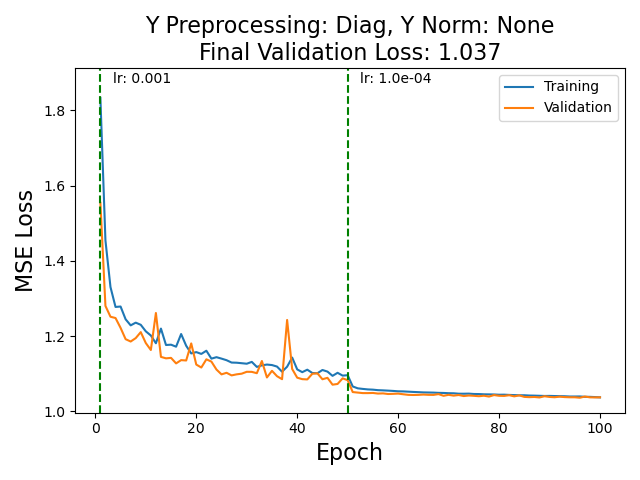 Y Preprocessing: Diag, Y Norm: None
Final Validation Loss: 1.037
lr: 0.001
lr: 1.0e-04
Training
Validation
MSE Loss
1.8
1.6
1.4
1.2
1.0
0
20
40
60
80
100
Epoch